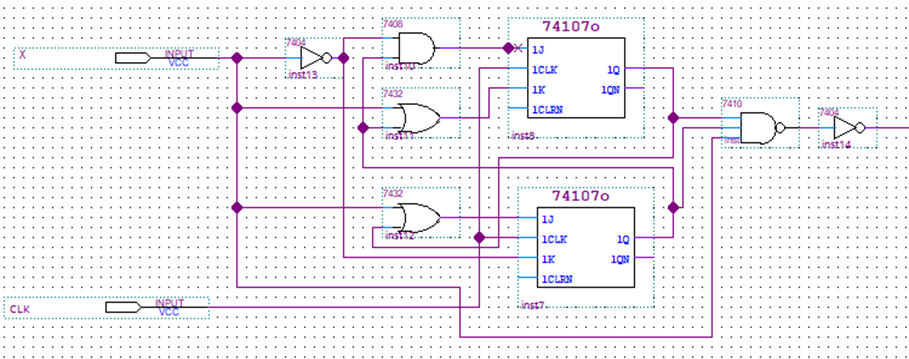 7408
74107o
X
INPUT
VCC
7404
inst13
1J
1CLK
1K
1CLRN
1Q
1QN
inst8
7432
7410
7404
inst14
7432
inst12
74107o
1J
1CLK
1K
1CLRN
1Q
1QN
inst7
CLK
INPUT
VCC